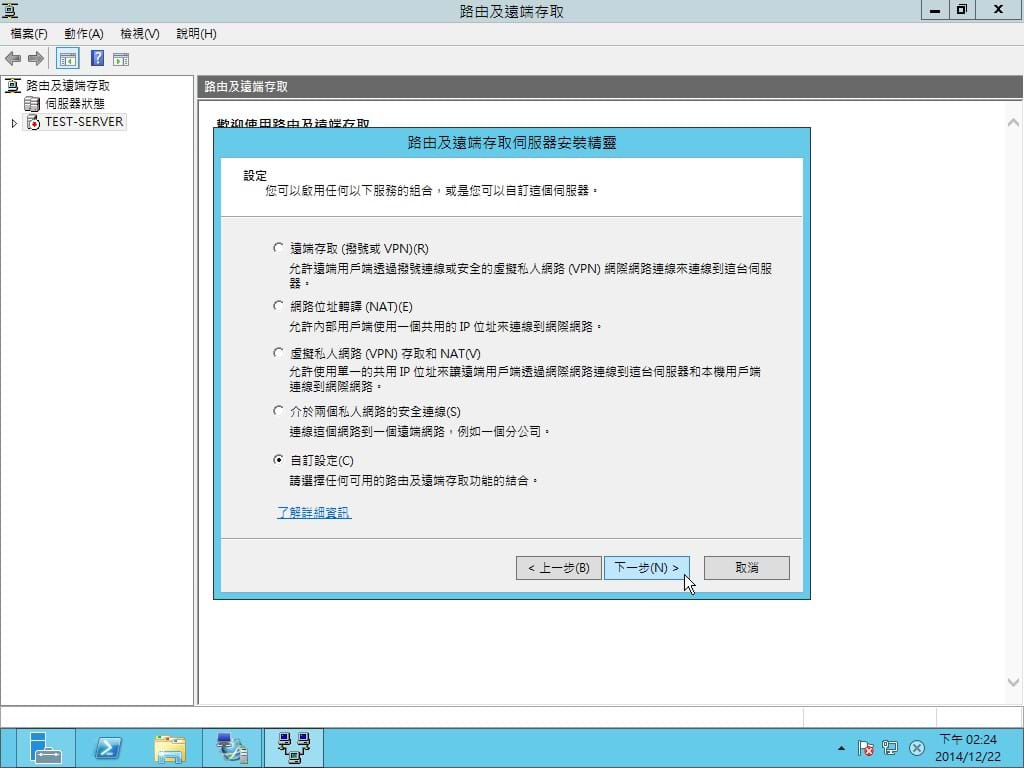 路由及遠端存取
檔案(F) 動作(A) 檢視(V) 說明(H)
路由及遠端存取
伺服器狀態
TEST-SERVER
路由及遠端存取
歡迎使用路由及遠端存取
路由及遠端存取伺服器安裝精靈
設定
您可以啟用任何以下服務的組合，或是您可以自訂這個伺服器。
遠端存取 (撥號或 VPN)(R)
允許遠端用戶端透過撥號連線或安全的虛擬私人網路 (VPN) 網際網路連線來連線到這台伺服
器。
網路位址轉譯 (NAT)(E)
允許內部用戶端使用一個共用的 IP 位址來連線到網際網路。
虛擬私人網路 (VPN) 存取和 NAT(V)
允許使用單一的共用 IP 位址來讓遠端用戶端透過網際網路連線到這台伺服器和本機用戶端
連線到網際網路。
介於兩個私人網路的安全連線(S)
連線這個網路到一個遠端網路，例如一個分公司。
自訂設定(C)
請選擇任何可用的路由及遠端存取功能的結合。
了解詳細資訊
< 上一步(B) 下一步(N) > 取消
下午 02:24
2014/12/22